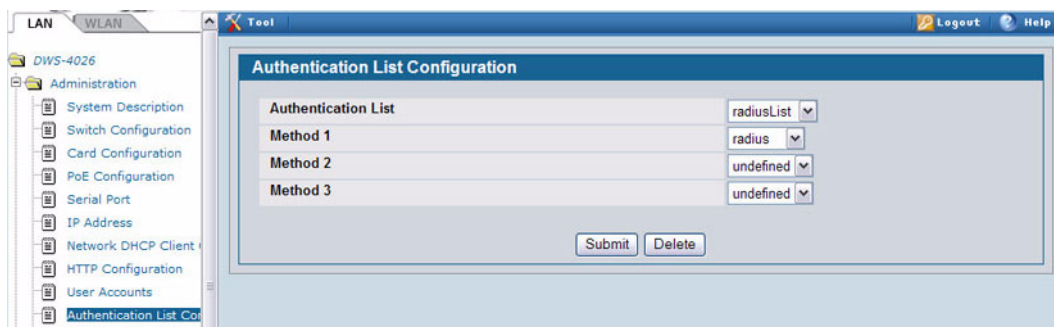 LAN WLAN Tool Logout Help
DWS-4026
Administration
System Description
Switch Configuration
Card Configuration
PoE Configuration
Serial Port
IP Address
Network DHCP Client
HTTP Configuration
User Accounts
Authentication List Con
Authentication List Configuration
Authentication List radiusList
Method 1 radius
Method 2 undefined
Method 3 undefined
Submit Delete